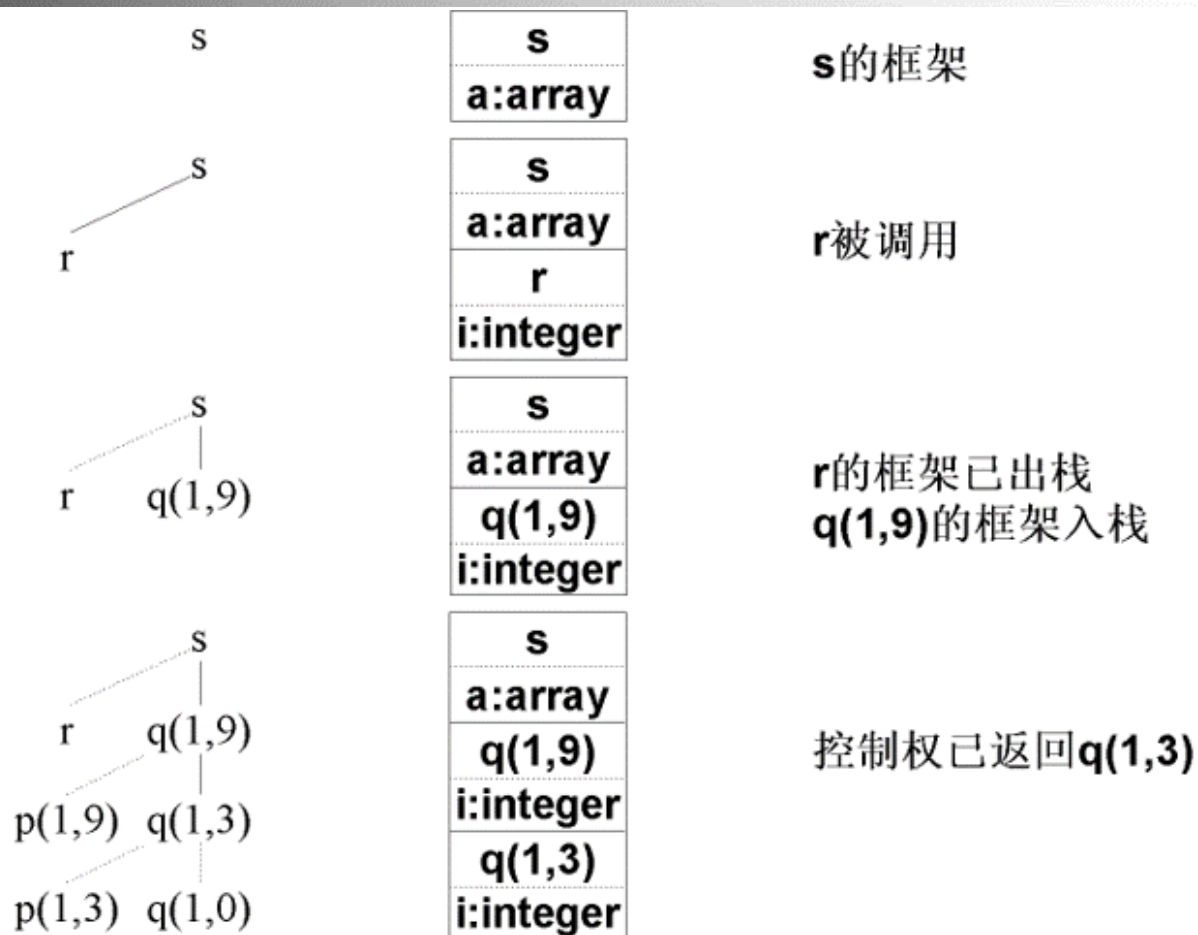 s s s的框架
a:array
s s
a:array r被调用
r r
i:integer
s s
a:array r的框架已出栈
r q(1,9) q(1,9) q(1,9)的框架入栈
i:integer
s s
a:array
r q(1,9) q(1,9) 控制权已返回q(1,3)
p(1,9) q(1,3) i:integer
q(1,3)
p(1,3) q(1,0) i:integer